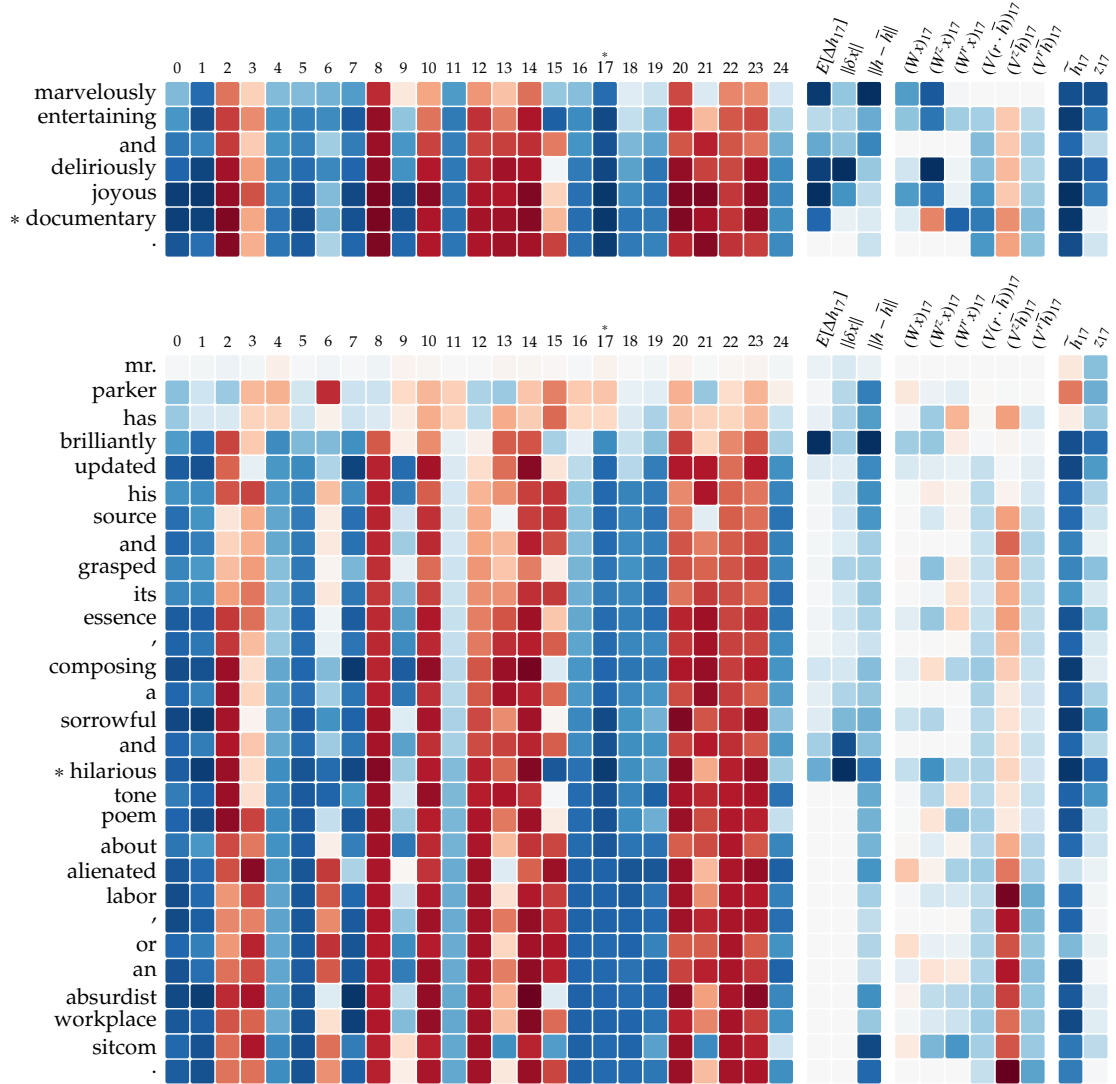 E[Δh₁₇] ||δx|| ||h − h̄|| (Wx)₁₇ (Wᶻx)₁₇ (Wʳx)₁₇ (V(r · h̄))₁₇ (Vᶻh̄)₁₇ (Vʳh̄)₁₇
*
0 1 2 3 4 5 6 7 8 9 10 11 12 13 14 15 16 17 18 19 20 21 22 23 24 h̃₁₇ z₁₇
marvelously
entertaining
and
deliriously
joyous
* documentary
.
E[Δh₁₇] ||δx|| ||h − h̄|| (Wx)₁₇ (Wᶻx)₁₇ (Wʳx)₁₇ (V(r · h̄))₁₇ (Vᶻh̄)₁₇ (Vʳh̄)₁₇
*
0 1 2 3 4 5 6 7 8 9 10 11 12 13 14 15 16 17 18 19 20 21 22 23 24 h̃₁₇ z₁₇
mr.
parker
has
brilliantly
updated
his
source
and
grasped
its
essence
,
composing
a
sorrowful
and
* hilarious
tone
poem
about
alienated
labor
,
or
an
absurdist
workplace
sitcom
.